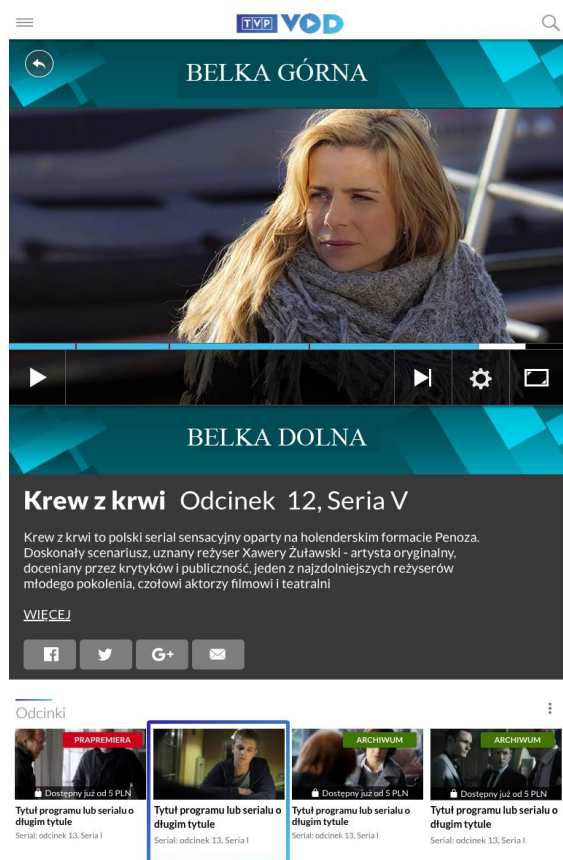 TVP VOD
BELKA GÓRNA
BELKA DOLNA
Krew z krwi Odcinek 12, Seria V
Krew z krwi to polski serial sensacyjny oparty na holenderskim formacie Penoza.
Doskonały scenariusz, uznany reżyser Xawery Żuławski - artysta oryginalny,
doceniany przez krytyków i publiczność, jeden z najzdolniejszych reżyserów
młodego pokolenia, czołowi aktorzy filmowi i teatralni
WIĘCEJ
G+
Odcinki
PRAPREMIERA
Dostępny już od 5 PLN
Tytuł programu lub serialu o
długim tytule
Serial: odcinek 13, Seria I
Tytuł programu lub serialu o
długim tytule
Serial: odcinek 13, Seria I
ARCHIWUM
Dostępny już od 5 PLN
Tytuł programu lub serialu o
długim tytule
Serial: odcinek 13, Seria I
ARCHIWUM
Dostępny już od 5 PLN
Tytuł programu lub serialu o
długim tytule
Serial: odcinek 13, Seria I